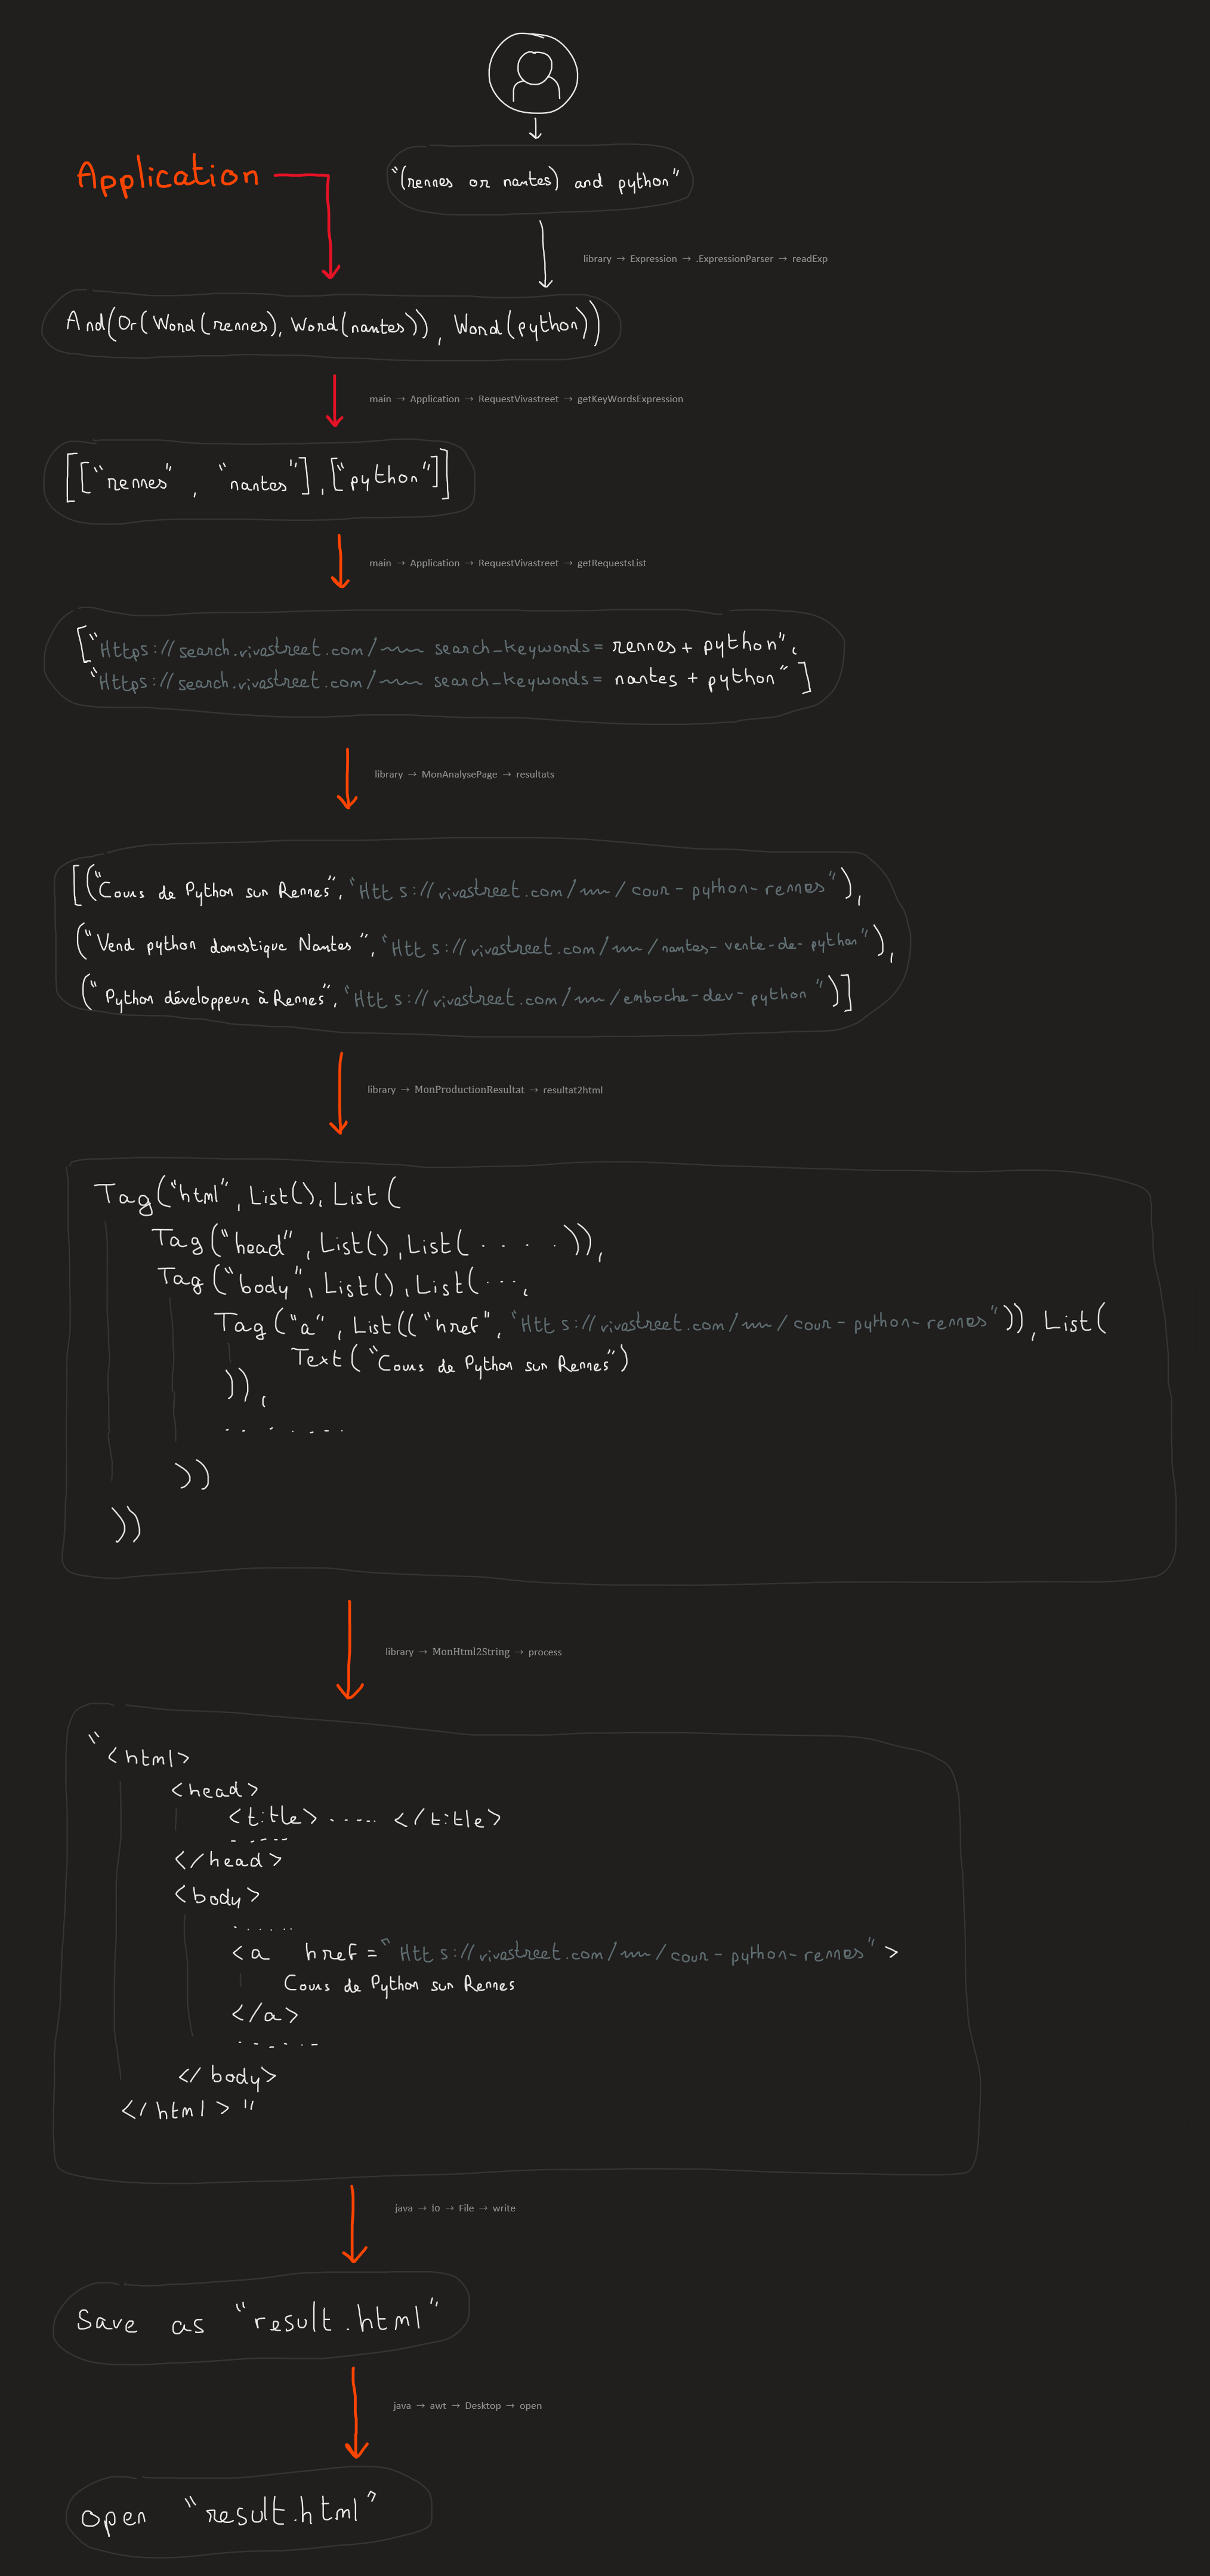 Application
"(rennes or nantes) and python"
library → Expression → .ExpressionParser → readExp
And(Or(Word(rennes), Word(nantes)), Word(python))
main → Application → RequestVivastreet → getKeyWordsExpression
[["rennes", "nantes"], ["python"]]
main → Application → RequestVivastreet → getRequestsList
["Https://search.vivastreet.com/ search_keywords= rennes + python",
"Https://search.vivastreet.com/ search_keywords= nantes + python"]
library → MonAnalysePage → resultats
[("Cours de Python sur Rennes", "Htt s://vivastreet.com/ / cour-python-rennes"),
("Vend python domestique Nantes", "Htt s://vivastreet.com/ /nantes-vente-de-python"),
("Python développeur à Rennes", "Htt s://vivastreet.com/ /emboche-dev-python")]
library → MonProductionResultat → resultat2html
Tag("html", List(), List(
Tag("head", List(), List( . . . . )),
Tag("body", List(), List(...,
Tag("a", List(("href", "Htt s://vivastreet.com/ / cour-python-rennes")), List(
Text("Cours de Python sur Rennes")
)),
........
))
))
library → MonHtml2String → process
"<html>
<head>
<title> ..... </title>
.....
</head>
<body>
.....
<a href="Htt s://vivastreet.com/ / cour-python-rennes">
Cours de Python sur Rennes
</a>
......
</body>
</html>"
java → io → File → write
Save as "result.html"
java → awt → Desktop → open
open "result.html"